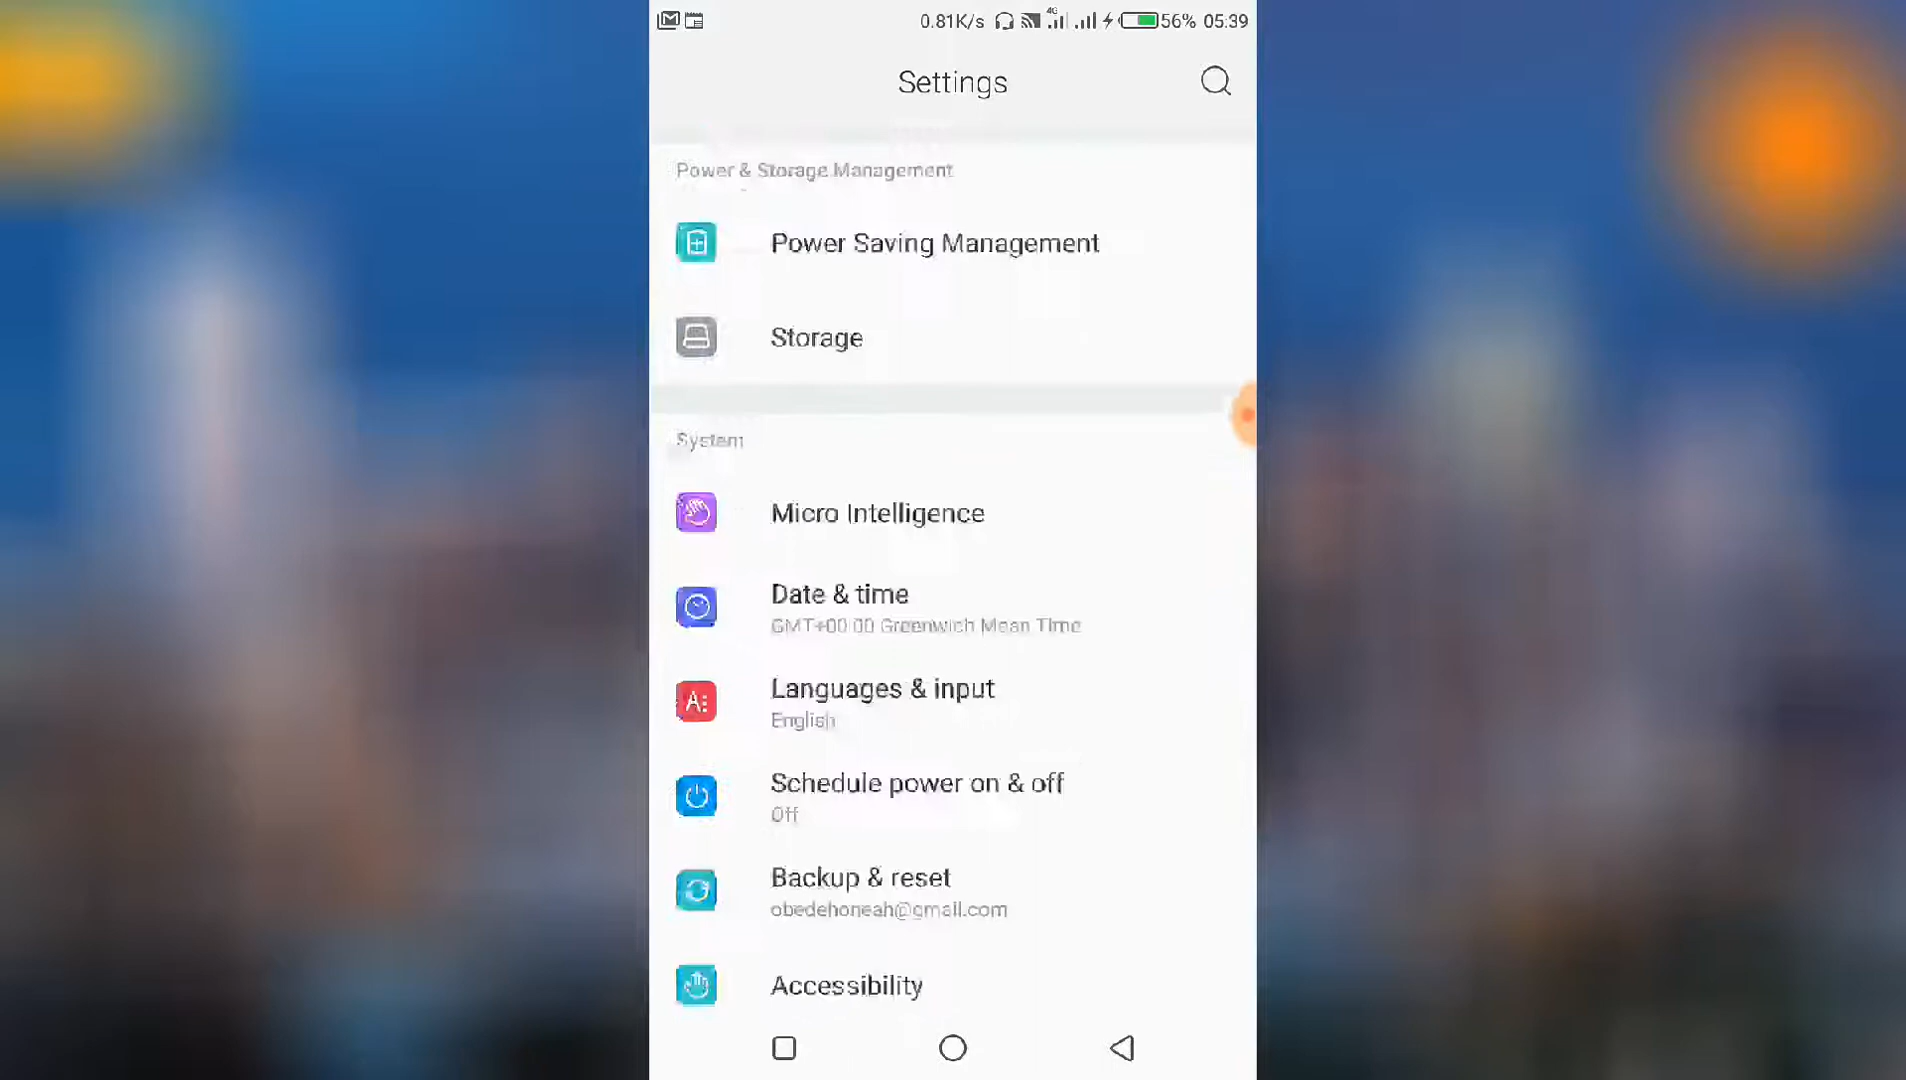 0.81K/s 4G 56% 05:39
Settings
Power & Storage Management
Power Saving Management
Storage
System
Micro Intelligence
Date & time
GMT+00:00 Greenwich Mean Time
Languages & input
English
Schedule power on & off
Off
Backup & reset
obedehoneah@gmail.com
Accessibility